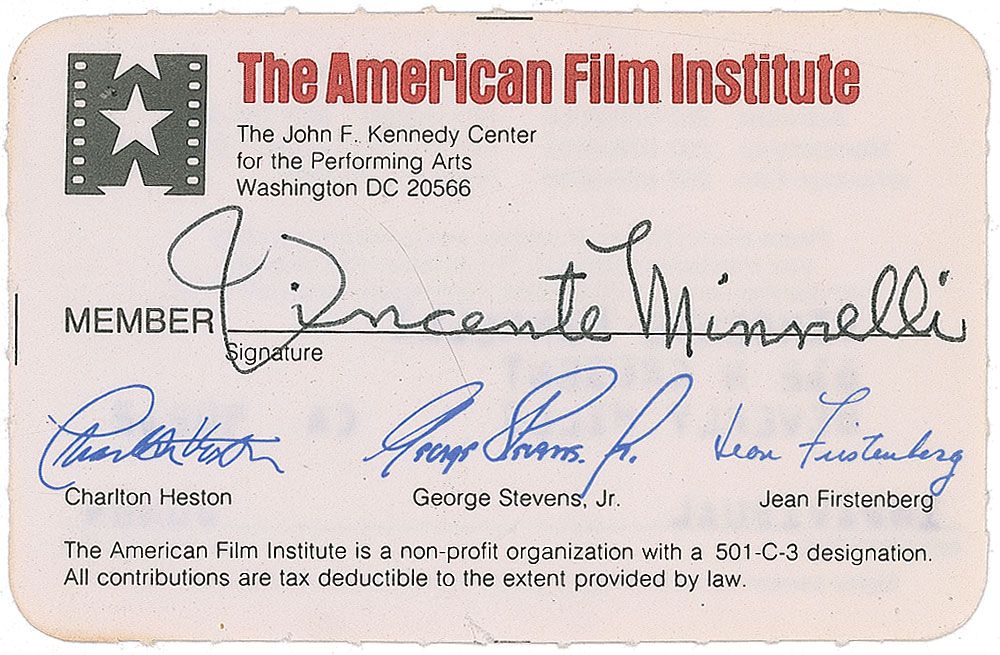 The American Film Institute
The John F. Kennedy Center
for the Performing Arts
Washington DC 20566
MEMBER Vincente Minnelli
Signature
Charlton Heston George Stevens, Jr. Jean Firstenberg
Charlton Heston George Stevens, Jr. Jean Firstenberg
The American Film Institute is a non-profit organization with a 501-C-3 designation.
All contributions are tax deductible to the extent provided by law.